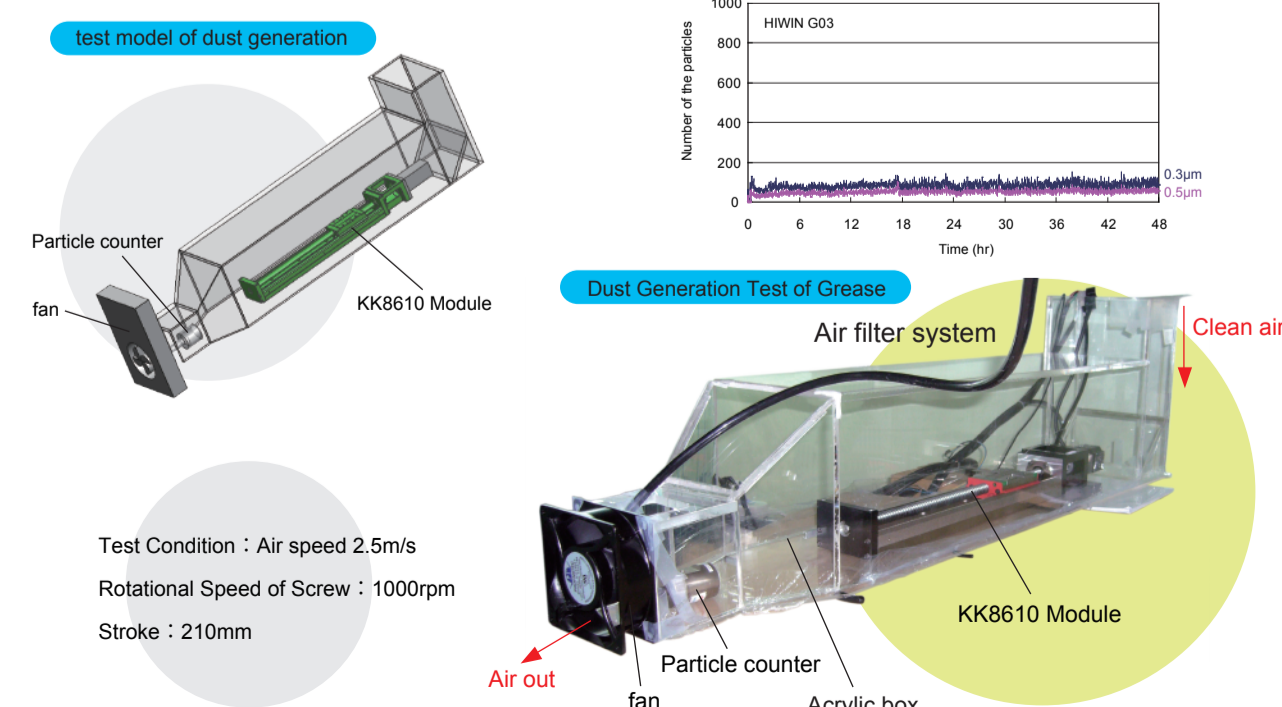 test model of dust generation
Particle counter
fan
KK8610 Module
1000
HIWIN G03
800
600
400
200
0
Number of the particles
0.3μm
0.5μm
0 6 12 18 24 30 36 42 48
Time (hr)
Dust Generation Test of Grease
Air filter system
Clean air
Test Condition：Air speed 2.5m/s
Rotational Speed of Screw：1000rpm
Stroke：210mm
KK8610 Module
Particle counter
Air out
fan
Acrylic box